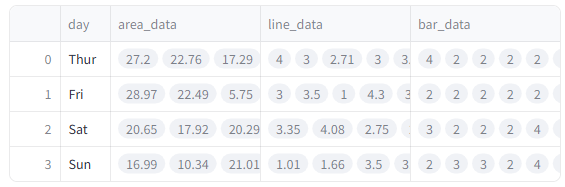 day area_data line_data bar_data
0 Thur 27.2 22.76 17.29 4 3 2.71 3 3. 4 2 2 2 2
1 Fri 28.97 22.49 5.75 3 3.5 1 4.3 3 2 2 2 2 2
2 Sat 20.65 17.92 20.29 3.35 4.08 2.75 3 2 2 2 4
3 Sun 16.99 10.34 21.01 1.01 1.66 3.5 3 2 3 3 2 4